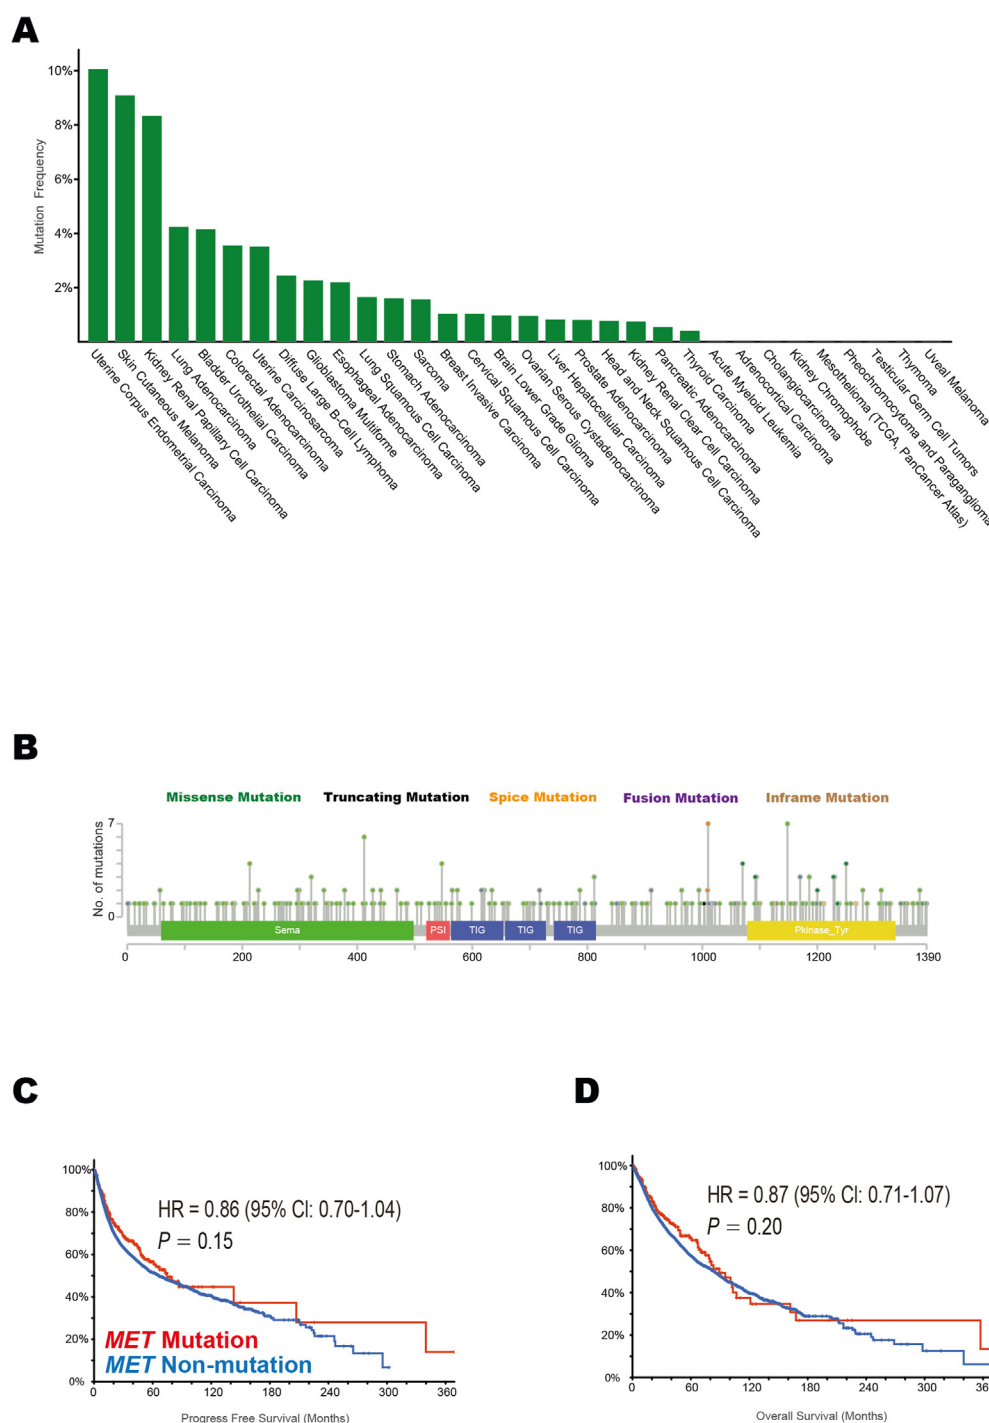 A
Mutation Frequency
10%
8%
6%
4%
2%
Uterine Corpus Endometrial Carcinoma
Skin Cutaneous Melanoma
Kidney Renal Papillary Cell Carcinoma
Lung Adenocarcinoma
Bladder Urothelial Carcinoma
Colorectal Adenocarcinoma
Uterine Carcinosarcoma
Diffuse Large B-Cell Lymphoma
Glioblastoma Multiforme
Esophageal Adenocarcinoma
Lung Squamous Cell Carcinoma
Stomach Adenocarcinoma
Sarcoma
Breast Invasive Carcinoma
Cervical Squamous Cell Carcinoma
Brain Lower Grade Glioma
Ovarian Serous Cystadenocarcinoma
Liver Hepatocellular Carcinoma
Prostate Adenocarcinoma
Head and Neck Squamous Cell Carcinoma
Kidney Renal Clear Cell Carcinoma
Pancreatic Adenocarcinoma
Thyroid Carcinoma
Acute Myeloid Leukemia
Adrenocortical Carcinoma
Cholangiocarcinoma
Kidney Chromophobe
Mesothelioma (TCGA, PanCancer Atlas)
Pheochromocytoma and Paraganglioma
Testicular Germ Cell Tumors
Thymoma
Uveal Melanoma
B
Missense Mutation Truncating Mutation Spice Mutation Fusion Mutation Inframe Mutation
No. of mutations
7
0
Sema PSI TIG TIG TIG Pkinase_Tyr
0 200 400 600 800 1000 1200 1390
C
100%
80%
60%
40%
20%
0%
HR = 0.86 (95% CI: 0.70-1.04)
P = 0.15
MET Mutation
MET Non-mutation
0 60 120 180 240 300 360
Progress Free Survival (Months)
D
100%
80%
60%
40%
20%
0%
HR = 0.87 (95% CI: 0.71-1.07)
P = 0.20
0 60 120 180 240 300 360
Overall Survival (Months)